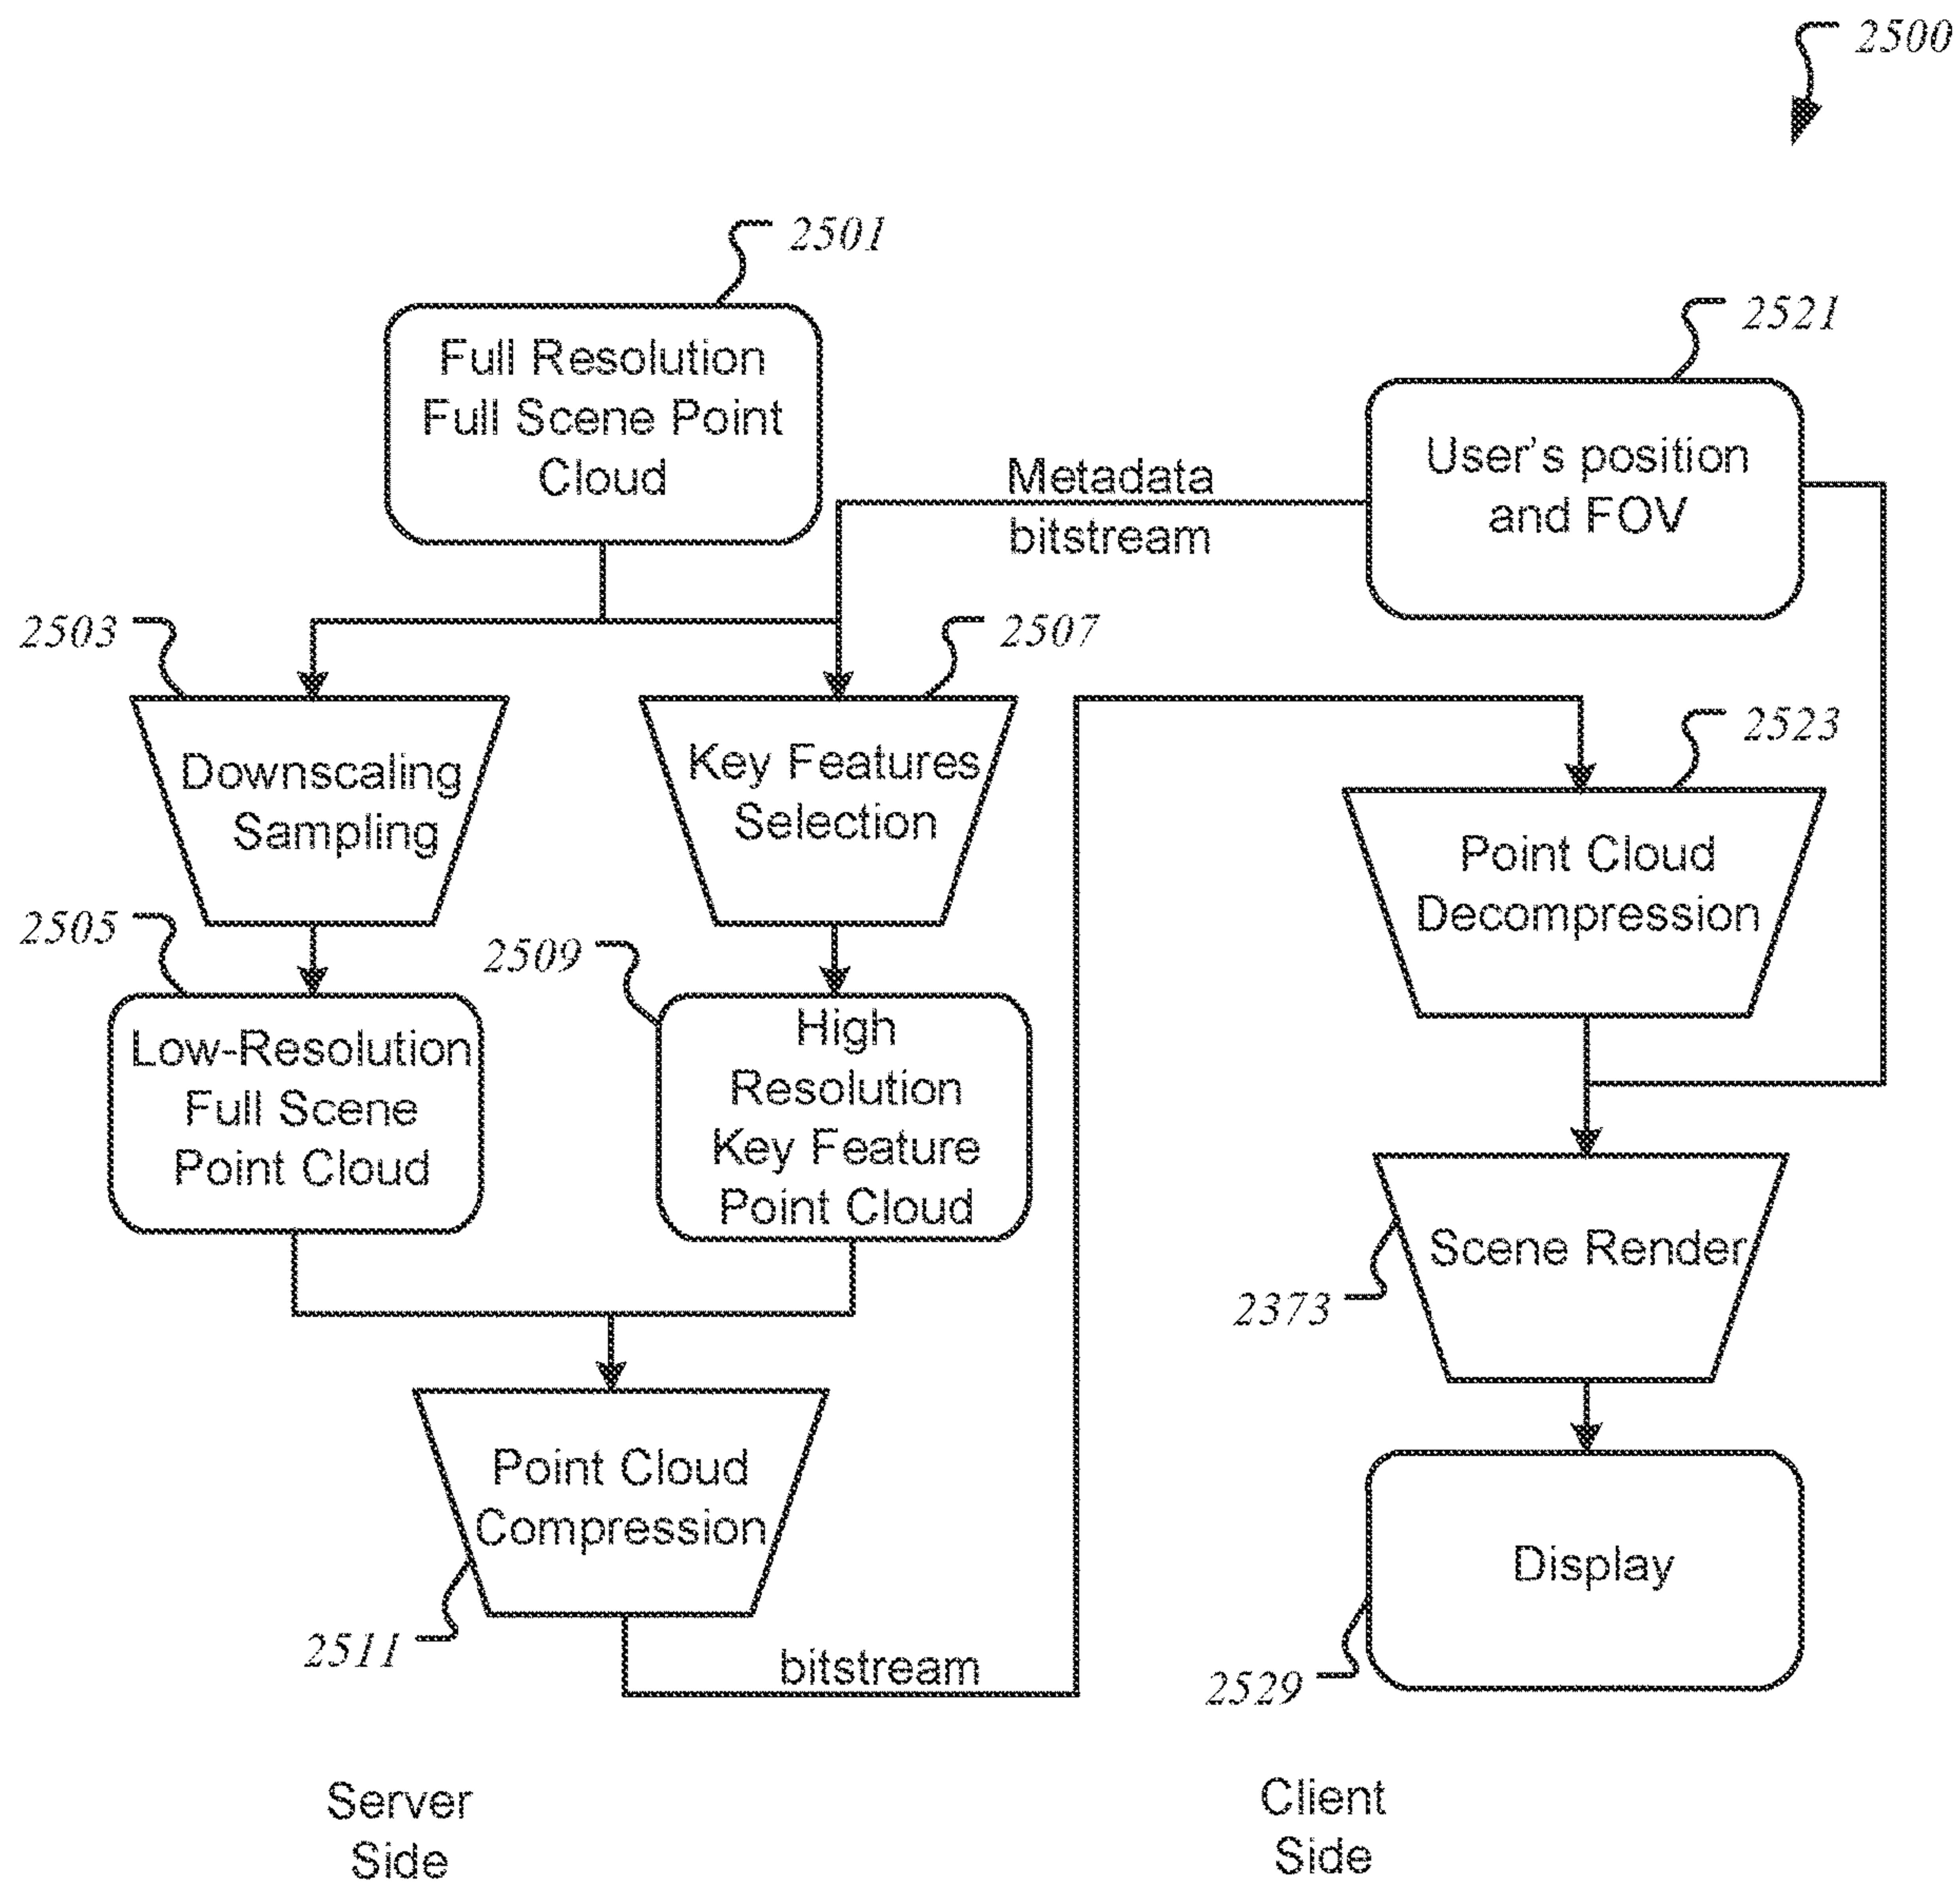 2500
2501
Full Resolution
Full Scene Point
Cloud
2521
User's position
and FOV
Metadata
bitstream
2503
Downscaling
Sampling
2507
Key Features
Selection
2523
Point Cloud
Decompression
2505
Low-Resolution
Full Scene
Point Cloud
2509
High
Resolution
Key Feature
Point Cloud
Scene Render
2373
Point Cloud
Compression
2511
bitstream
Display
2529
Server
Side
Client
Side